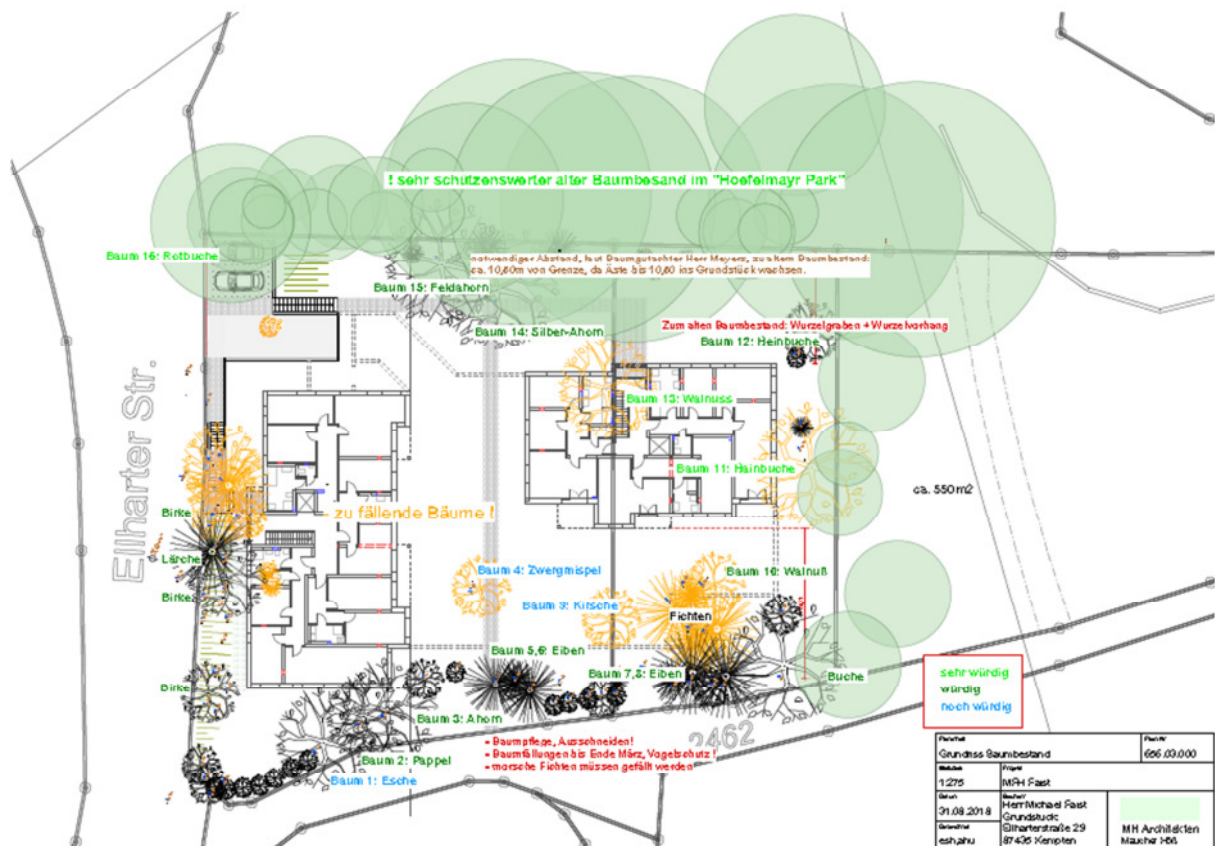 ! sehr schützenswerter alter Baumbesand im "Hoefelmayr Park"
Baum 16: Rotbuche
notwendiger Abstand, laut Baumgutachter Herr Meyers, zu altem Baumbestand:
ca. 10,60m von Grenze, da Äste bis 10,60 ins Grundstück wachsen.
Baum 15: Feldahorn
Baum 14: Silber-Ahorn
Zum alten Baumbestand: Wurzelgraben + Wurzelvorhang
Baum 12: Hainbuche
Baum 13: Walnuss
Ellharter Str.
Baum 11: Hainbuche
ca. 550m2
Birke
zu fällende Bäume !
Lärche
Baum 4: Zwergmispel
Baum 10: Walnuß
Birke
Baum 9: Kirsche
Fichten
Baum 5,6: Eiben
Baum 7,8: Eiben
Buche
Birke
sehr würdig
würdig
noch würdig
Baum 3: Ahorn
2462
- Baumpflege, Ausschneiden!
- Baumfällungen bis Ende März, Vogelschutz !
- morsche Fichten müssen gefällt werden
Baum 2: Pappel
Baum 1: Esche
Grundriss Baumbestand
656.03.000
1:275
MFH Faist
31.08.2018
Herr Michael Faist
Grundstück:
Ellharterstraße 29
87435 Kempten
MH Architekten